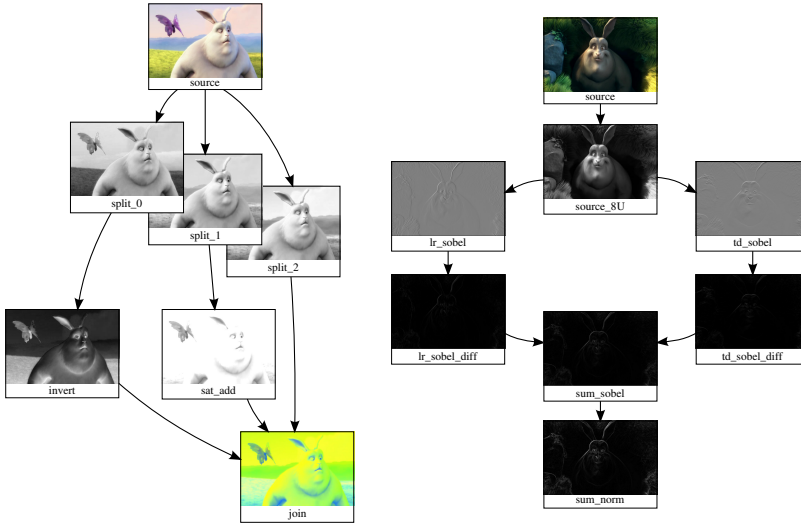 source
split_0
split_1
split_2
invert
sat_add
join
source
source_8U
lr_sobel
td_sobel
lr_sobel_diff
td_sobel_diff
sum_sobel
sum_norm